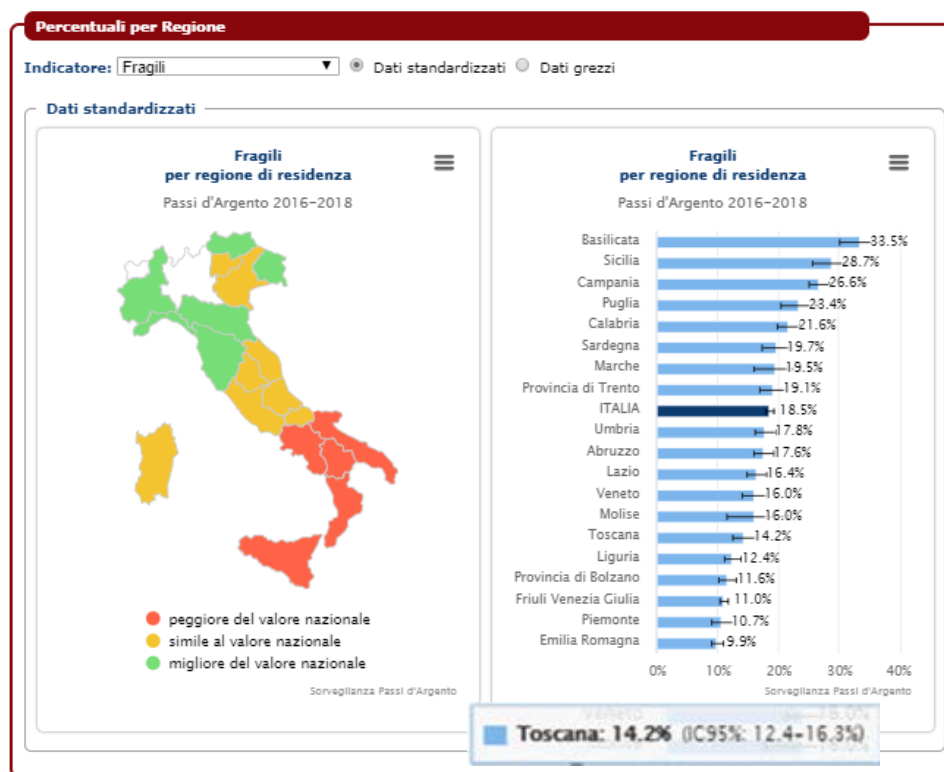 Percentuali per Regione
Indicatore: Fragili Dati standardizzati Dati grezzi
Dati standardizzati
Fragili
per regione di residenza
Passi d'Argento 2016-2018
peggiore del valore nazionale
simile al valore nazionale
migliore del valore nazionale
Sorveglianza Passi d'Argento
Fragili
per regione di residenza
Passi d'Argento 2016-2018
Basilicata 33.5%
Sicilia 28.7%
Campania 26.6%
Puglia 23.4%
Calabria 21.6%
Sardegna 19.7%
Marche 19.5%
Provincia di Trento 19.1%
ITALIA 18.5%
Umbria 17.8%
Abruzzo 17.6%
Lazio 16.4%
Veneto 16.0%
Molise 16.0%
Toscana 14.2%
Liguria 12.4%
Provincia di Bolzano 11.6%
Friuli Venezia Giulia 11.0%
Piemonte 10.7%
Emilia Romagna 9.9%
0% 10% 20% 30% 40%
Sorveglianza Passi d'Argento
Veneto 16.0%
Toscana: 14.2% (IC95%: 12.4-16.3%)